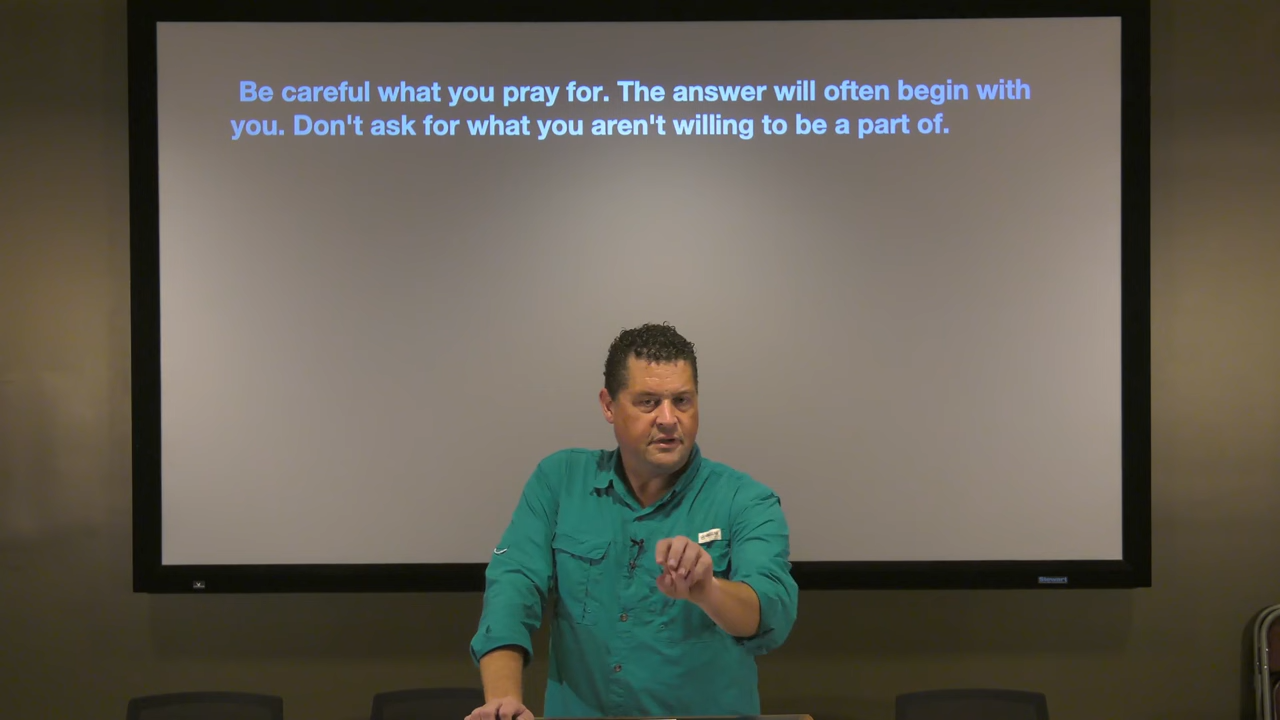 Be careful what you pray for. The answer will often begin with
you. Don't ask for what you aren't willing to be a part of.